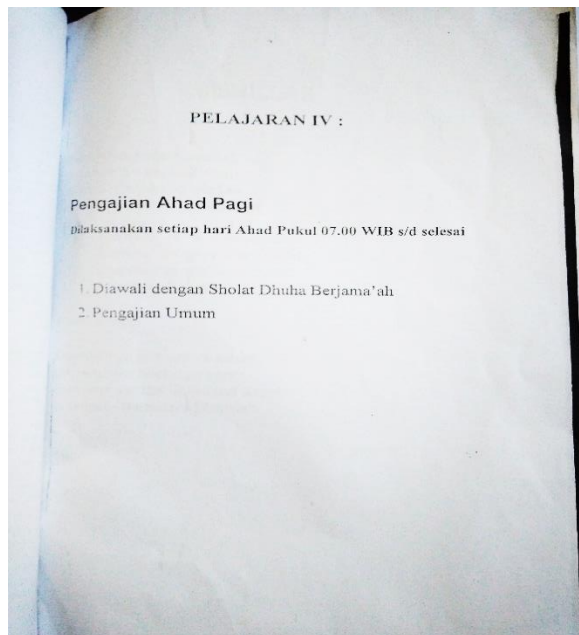 PELAJARAN IV :
Pengajian Ahad Pagi
Dilaksanakan setiap hari Ahad Pukul 07.00 WIB s/d selesai
1. Diawali dengan Sholat Dhuha Berjama'ah
2. Pengajian Umum